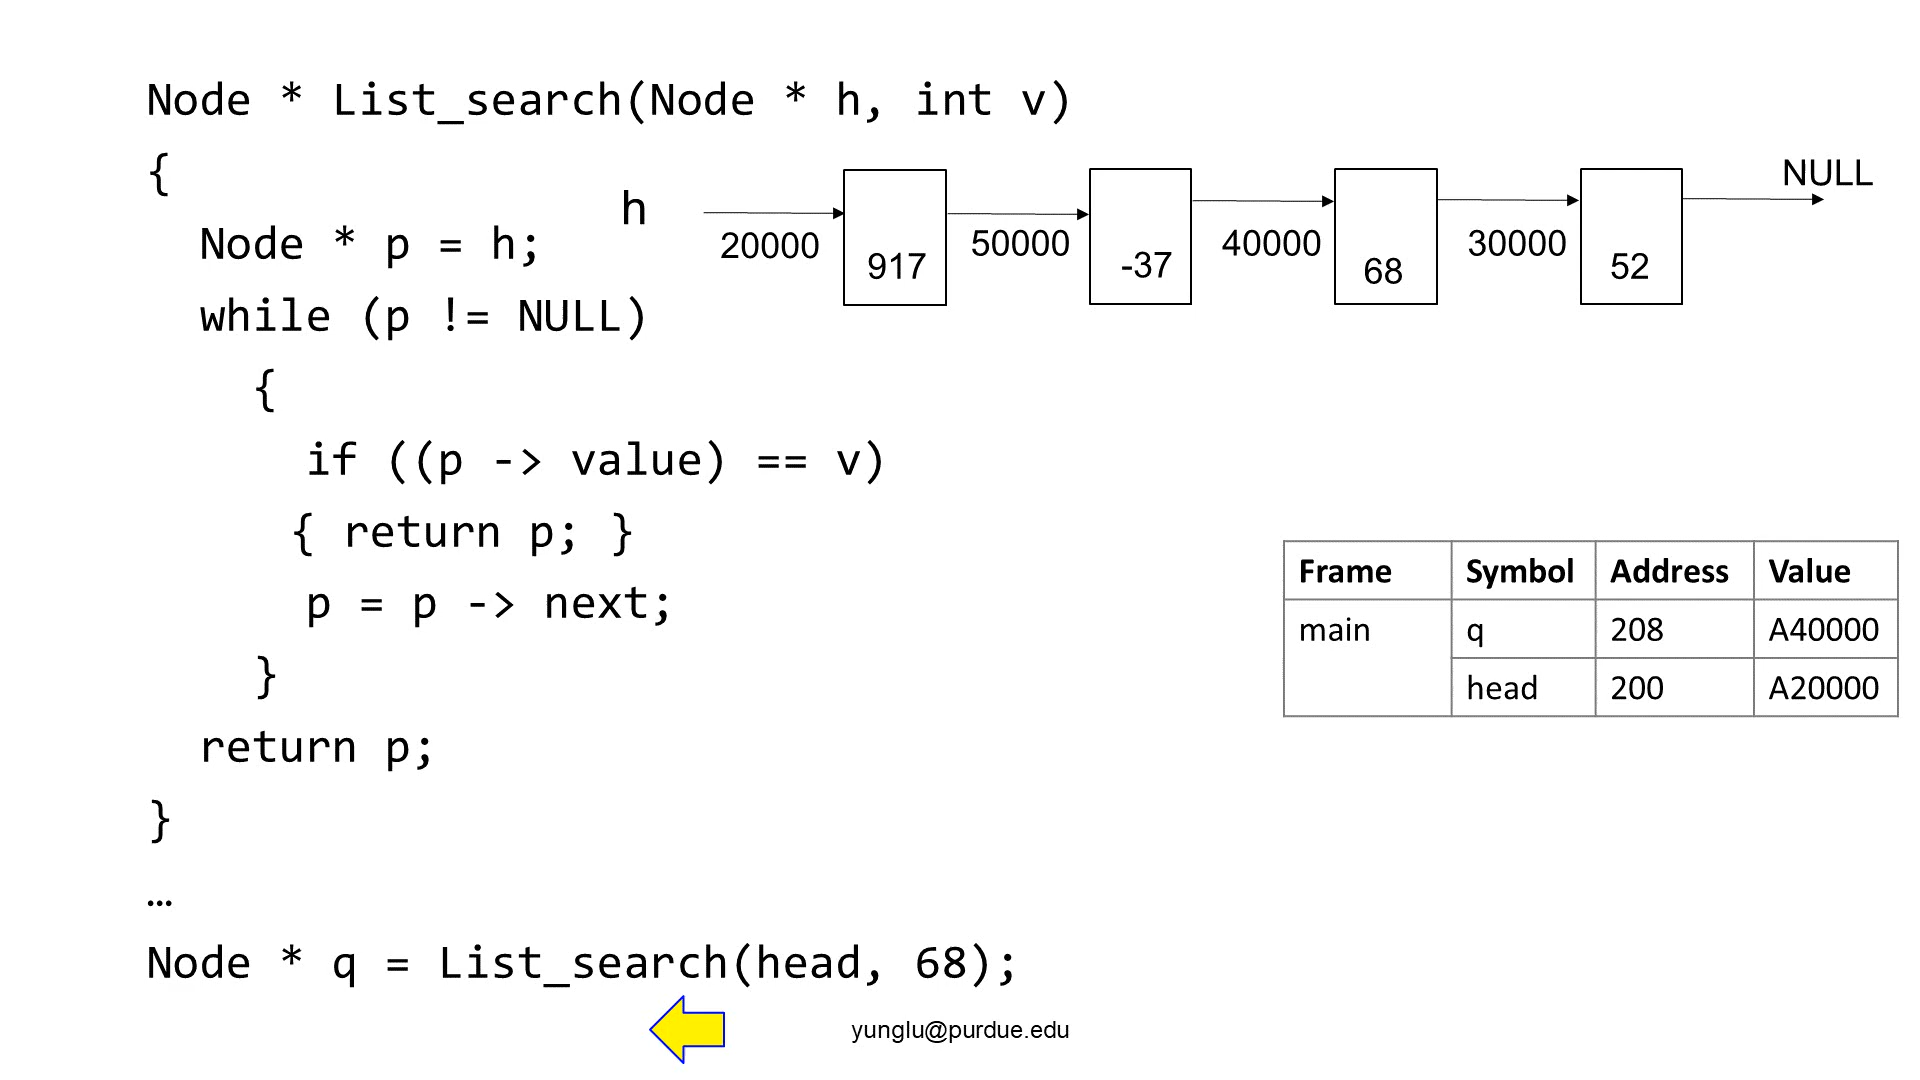 Node * List_search(Node * h, int v)
{
Node * p = h;
while (p != NULL)
{
if ((p -> value) == v)
{ return p; }
p = p -> next;
}
return p;
}
…
Node * q = List_search(head, 68);
h
20000 50000 40000 30000 NULL
917 -37 68 52
Frame Symbol Address Value
main q 208 A40000
head 200 A20000
yunglu@purdue.edu